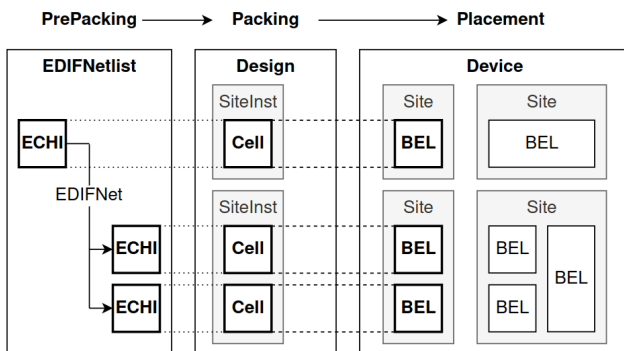 PrePacking Packing Placement
EDIFNetlist Design Device
SiteInst Site Site
ECHI Cell BEL BEL
EDIFNet
SiteInst Site Site
ECHI Cell BEL BEL
BEL
ECHI Cell BEL BEL